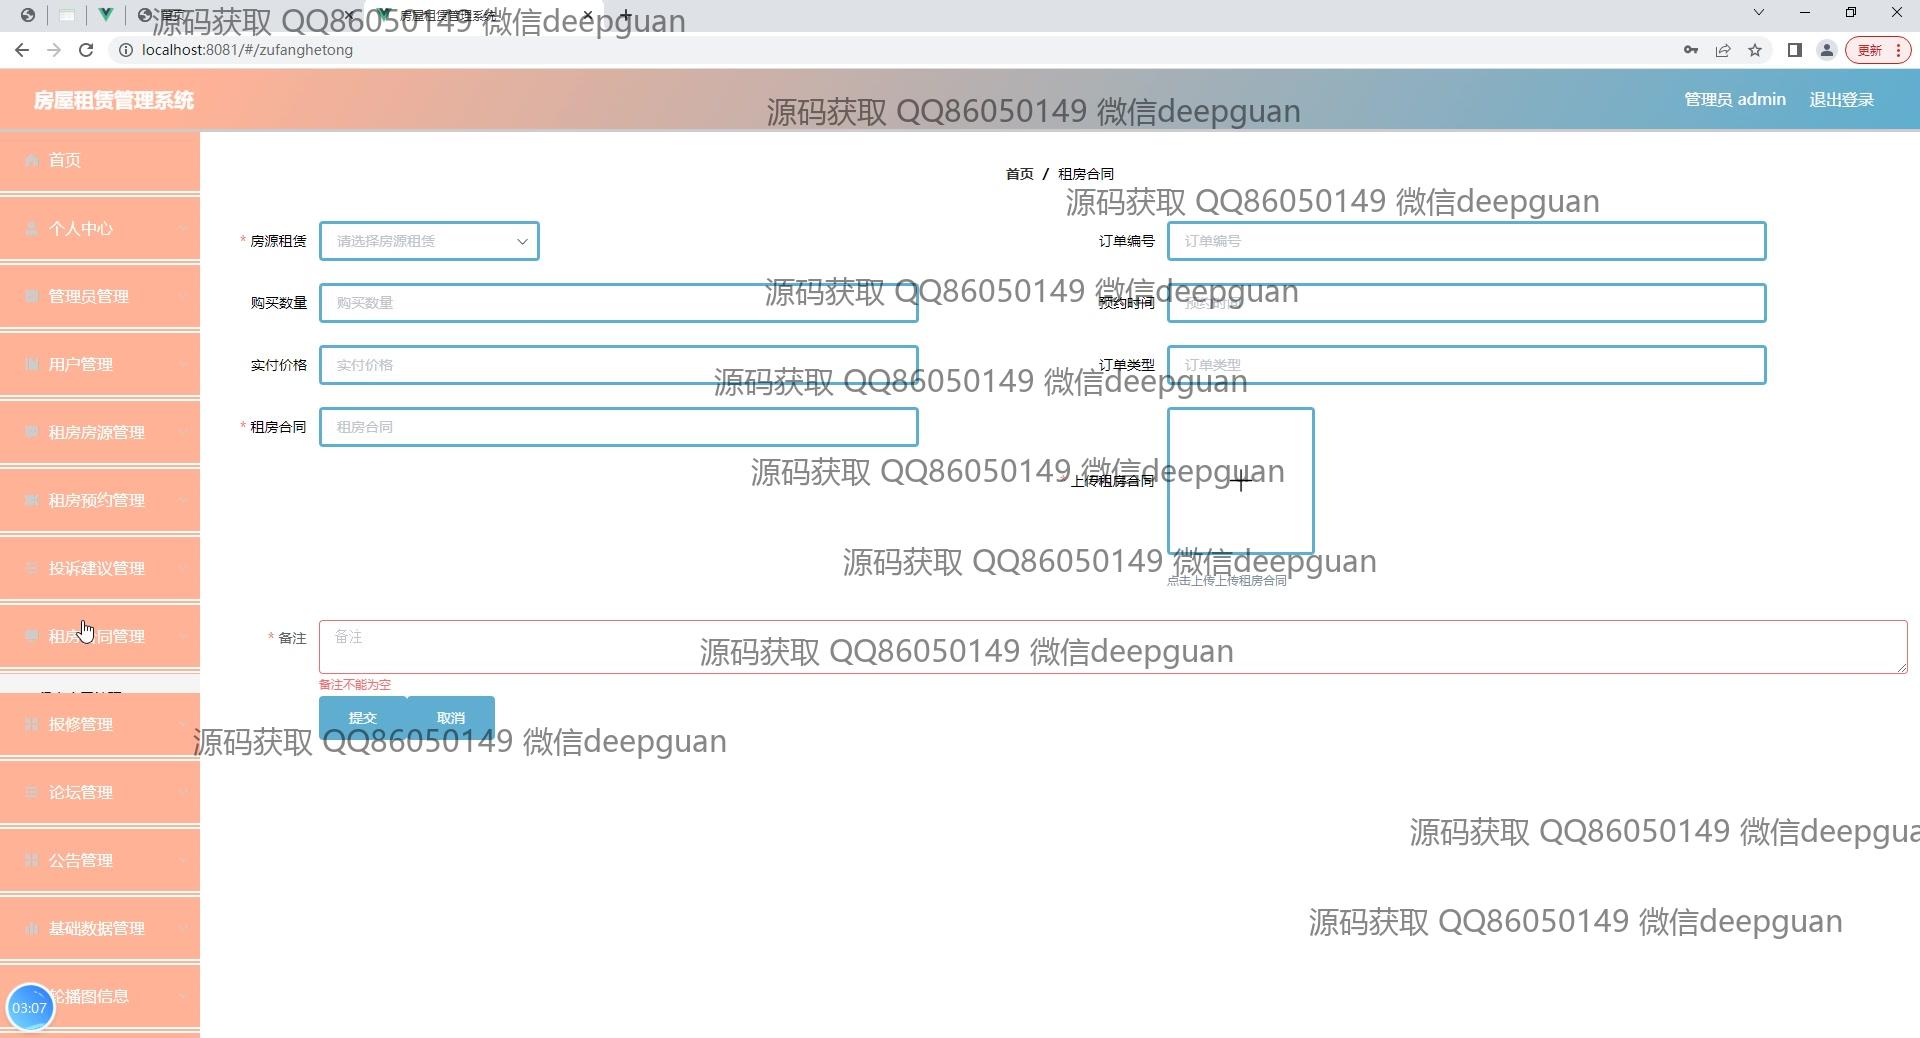 房屋租赁管理系统
源码获取 QQ86050149 微信deepguan
localhost:8081/#/zufanghetong
更新
房屋租赁管理系统
源码获取 QQ86050149 微信deepguan
管理员 admin
退出登录
首页
首页 / 租房合同
源码获取 QQ86050149 微信deepguan
个人中心
* 房源租赁
请选择房源租赁
订单编号
订单编号
管理员管理
购买数量
购买数量
源码获取 QQ86050149 微信deepguan
预约时间
预约时间
用户管理
实付价格
实付价格
源码获取 QQ86050149 微信deepguan
订单类型
订单类型
租房房源管理
* 租房合同
租房合同
源码获取 QQ86050149 微信deepguan
* 上传租房合同
租房预约管理
投诉建议管理
源码获取 QQ86050149 微信deepguan
点击上传上传租房合同
租房合同管理
* 备注
备注
源码获取 QQ86050149 微信deepguan
备注不能为空
提交
取消
报修管理
源码获取 QQ86050149 微信deepguan
论坛管理
源码获取 QQ86050149 微信deepgua
公告管理
基础数据管理
源码获取 QQ86050149 微信deepguan
轮播图信息
03:07